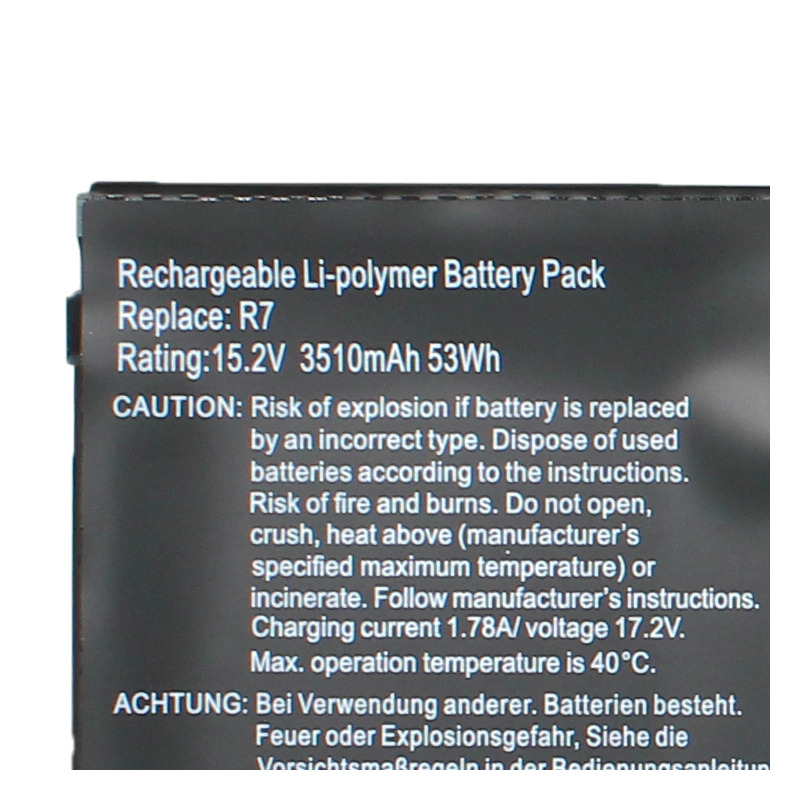 Rechargeable Li-polymer Battery Pack
Replace: R7
Rating:15.2V 3510mAh 53Wh
CAUTION: Risk of explosion if battery is replaced
by an incorrect type. Dispose of used
batteries according to the instructions.
Risk of fire and burns. Do not open,
crush, heat above (manufacturer's
specified maximum temperature) or
incinerate. Follow manufacturer's instructions.
Charging current 1.78A/ voltage 17.2V.
Max. operation temperature is 40°C.
ACHTUNG: Bei Verwendung anderer. Batterien besteht.
Feuer oder Explosionsgefahr, Siehe die
Vorsichtsmaßregeln in der